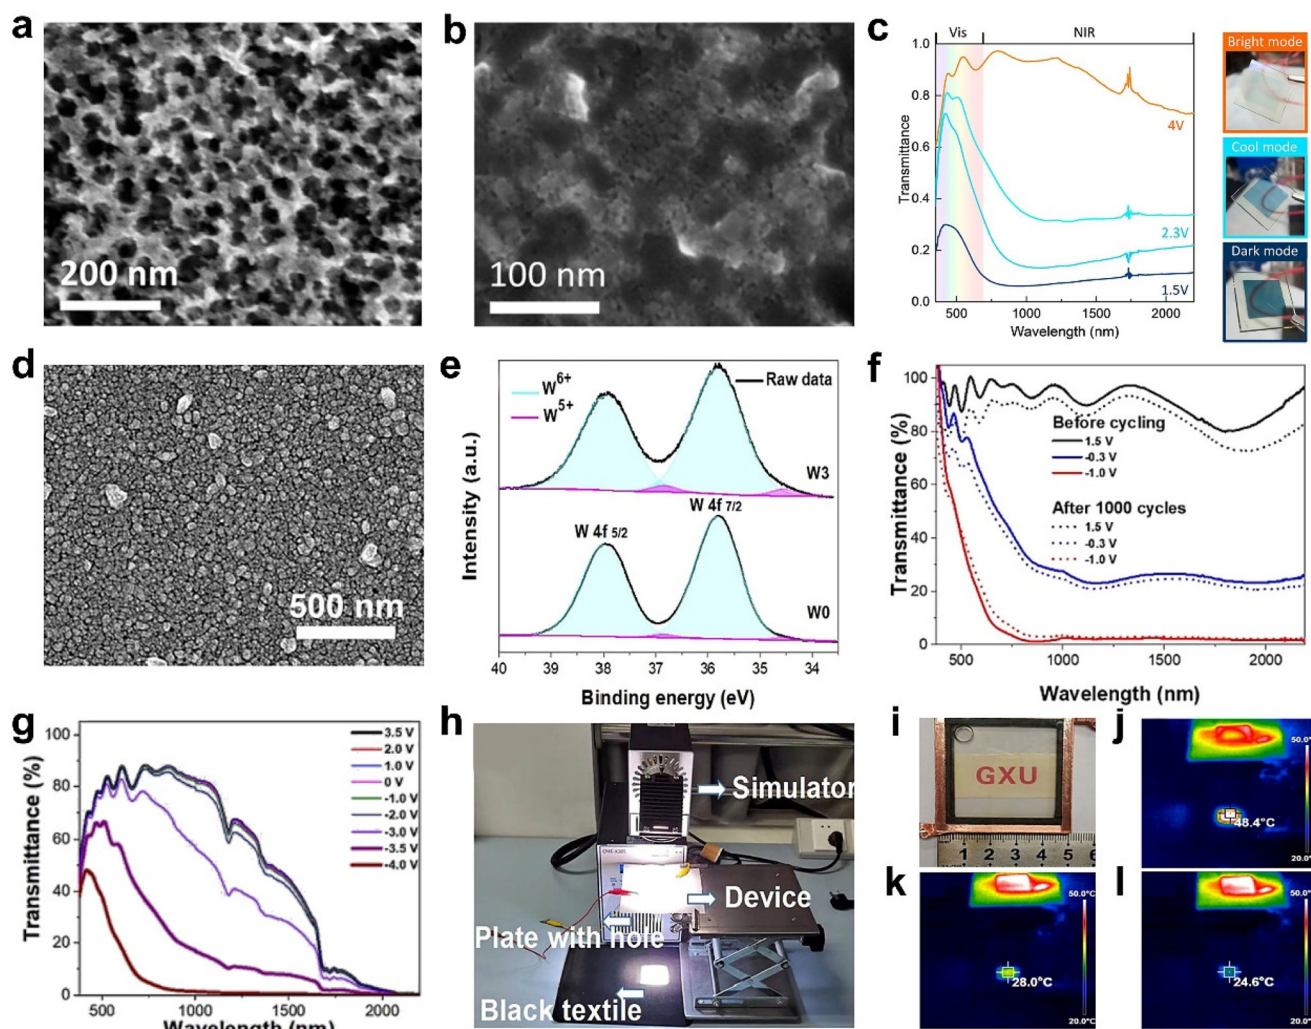 a
200 nm
b
100 nm
c
Vis
NIR
1.0
0.8
0.6
0.4
0.2
0.0
Transmittance
4V
2.3V
1.5V
500 1000 1500 2000
Wavelength (nm)
Bright mode
Cool mode
Dark mode
d
500 nm
e
W6+
W5+
Raw data
W3
W 4f 7/2
W 4f 5/2
W0
Intensity (a.u.)
40 39 38 37 36 35 34
Binding energy (eV)
f
100
80
60
40
20
0
Transmittance (%)
Before cycling
1.5 V
-0.3 V
-1.0 V
After 1000 cycles
1.5 V
-0.3 V
-1.0 V
500 1000 1500 2000
Wavelength (nm)
g
100
80
60
40
20
0
Transmittance (%)
3.5 V
2.0 V
1.0 V
0 V
-1.0 V
-2.0 V
-3.0 V
-3.5 V
-4.0 V
500 1000 1500 2000
Wavelength (nm)
h
Simulator
Device
Plate with hole
Black textile
i
GXU
1 2 3 4 5 6
j
50.0°
48.4°C
20.0°
k
50.0°C
28.0°C
20.0°C
l
50.0°C
24.6°C
20.0°C